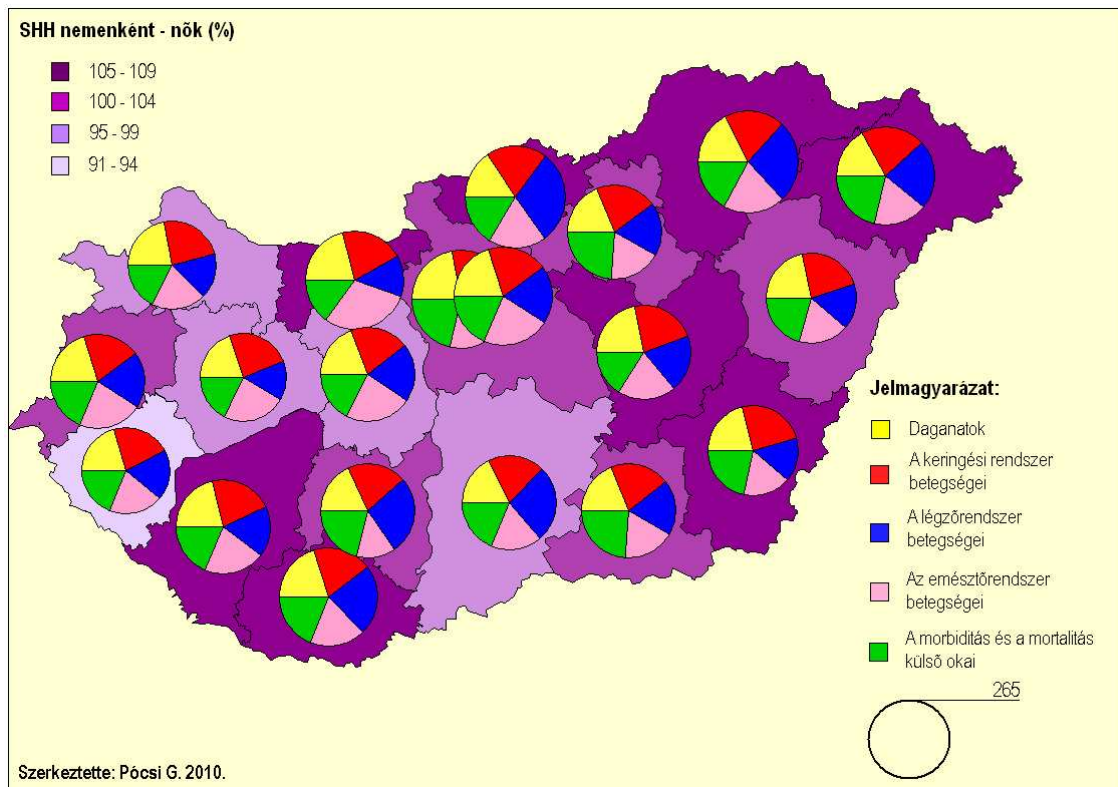 SHH nemenként - nõk (%)
105 - 109
100 - 104
95 - 99
91 - 94
Jelmagyarázat:
Daganatok
A keringési rendszer
betegségei
A légzõrendszer
betegségei
Az emésztõrendszer
betegségei
A morbiditás és a mortalitás
külsõ okai
265
Szerkeztette: Pócsi G. 2010.